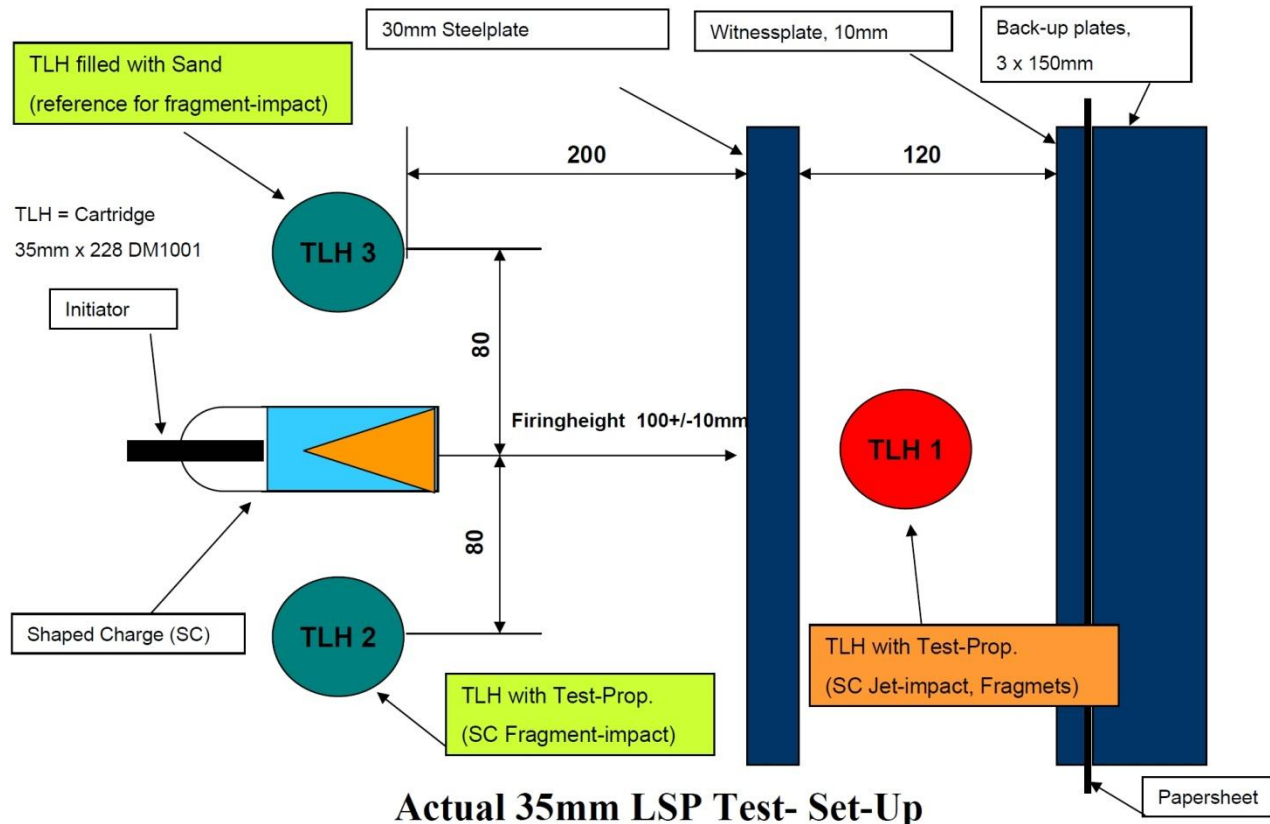 30mm Steelplate
Witnessplate, 10mm
Back-up plates,
3 x 150mm
TLH filled with Sand
(reference for fragment-impact)
200
120
TLH = Cartridge
35mm x 228 DM1001
TLH 3
Initiator
80
Firingheight 100+/-10mm
TLH 1
80
Shaped Charge (SC)
TLH 2
TLH with Test-Prop.
(SC Fragment-impact)
TLH with Test-Prop.
(SC Jet-impact, Fragmets)
Papersheet
Actual 35mm LSP Test- Set-Up